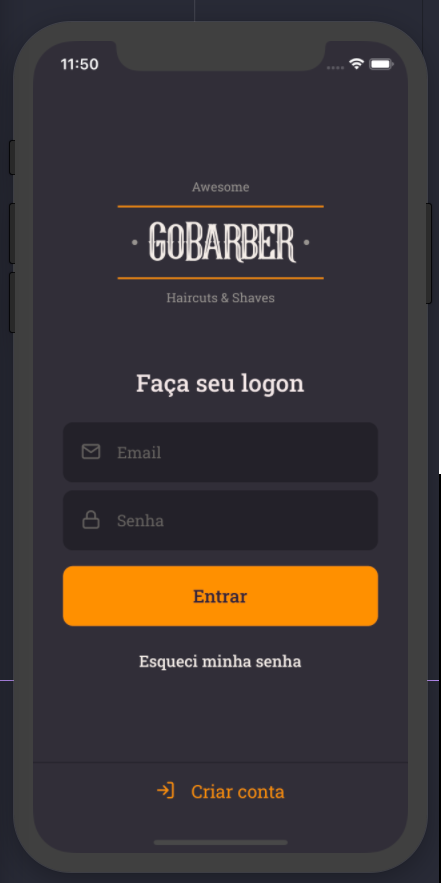 11:50
Awesome
· GOBARBER ·
Haircuts & Shaves
Faça seu logon
Email
Senha
Entrar
Esqueci minha senha
Criar conta